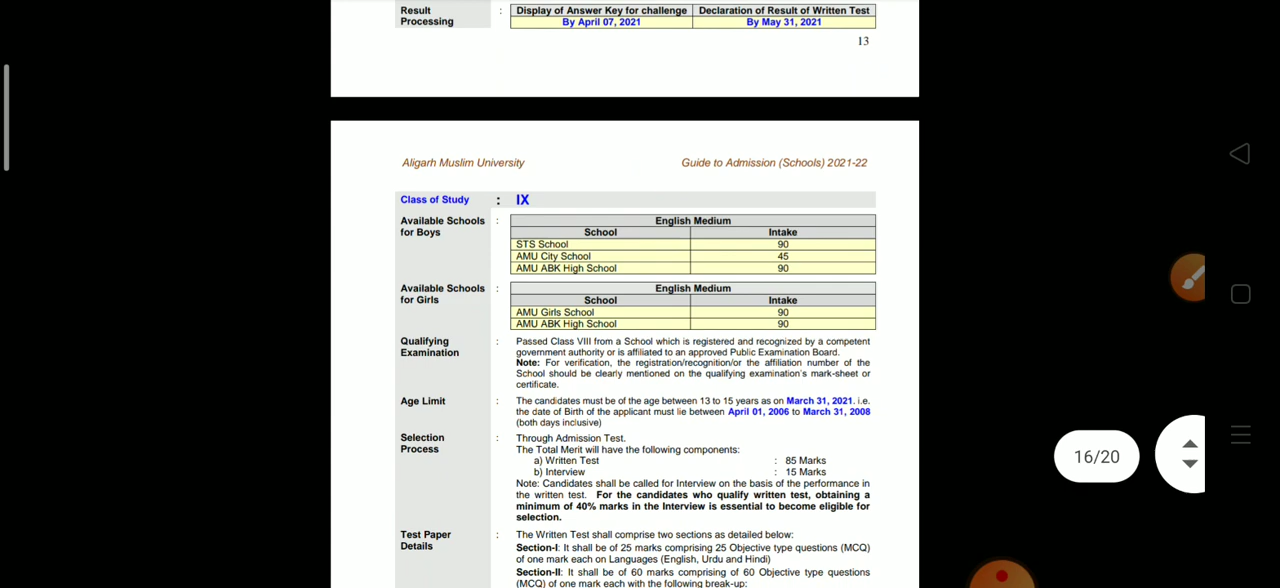 Result : Display of Answer Key for challenge Declaration of Result of Written Test
Processing By April 07, 2021 By May 31, 2021
13
Aligarh Muslim University Guide to Admission (Schools) 2021-22
Class of Study : IX
Available Schools : English Medium
for Boys School Intake
STS School 90
AMU City School 45
AMU ABK High School 90
Available Schools : English Medium
for Girls School Intake
AMU Girls School 90
AMU ABK High School 90
Qualifying : Passed Class VIII from a School which is registered and recognized by a competent
Examination government authority or is affiliated to an approved Public Examination Board.
Note: For verification, the registration/recognition/or the affiliation number of the
School should be clearly mentioned on the qualifying examination's mark-sheet or
certificate.
Age Limit : The candidates must be of the age between 13 to 15 years as on March 31, 2021. i.e.
the date of Birth of the applicant must lie between April 01, 2006 to March 31, 2008
(both days inclusive)
Selection : Through Admission Test.
Process The Total Merit will have the following components:
a) Written Test : 85 Marks
b) Interview : 15 Marks
Note: Candidates shall be called for Interview on the basis of the performance in
the written test. For the candidates who qualify written test, obtaining a
minimum of 40% marks in the Interview is essential to become eligible for
selection.
16/20
Test Paper : The Written Test shall comprise two sections as detailed below:
Details Section-I: It shall be of 25 marks comprising 25 Objective type questions (MCQ)
of one mark each on Languages (English, Urdu and Hindi)
Section-II: It shall be of 60 marks comprising of 60 Objective type questions
(MCQ) of one mark each with the following break-up: